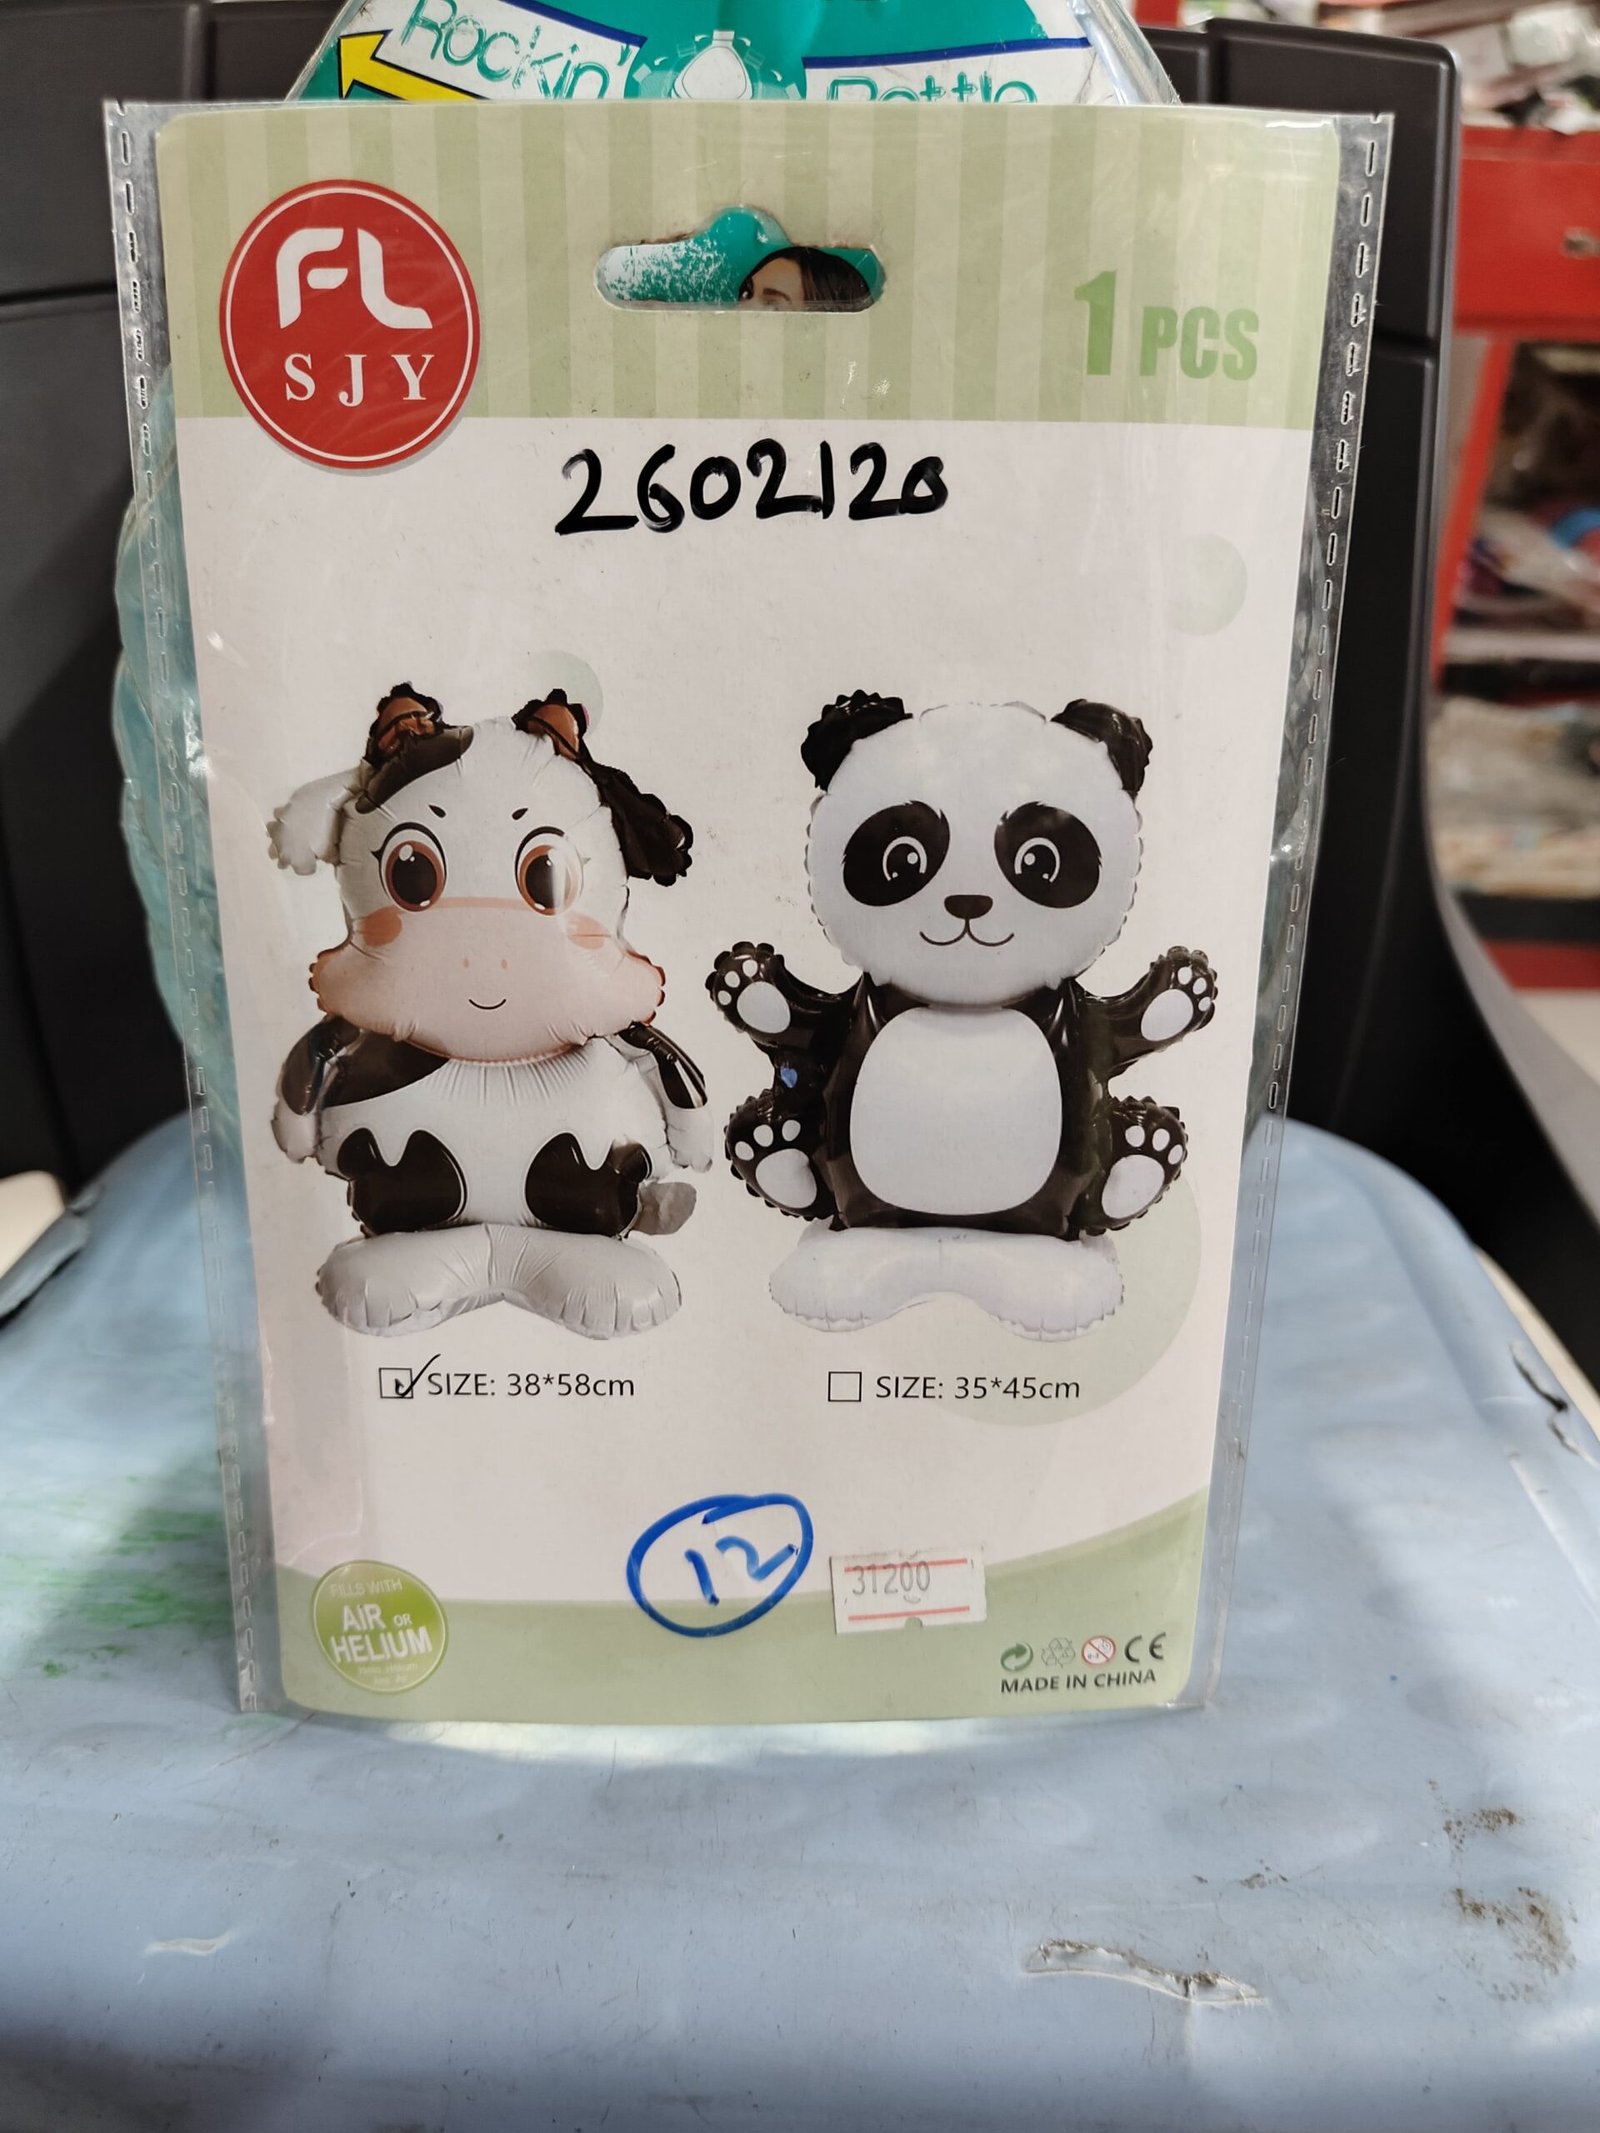 Rockin' Bottle
FL
SJY
1 PCS
2602120
SIZE: 38*58cm
SIZE: 35*45cm
12
31200
FILLS WITH
AIR OR
HELIUM
CE
MADE IN CHINA